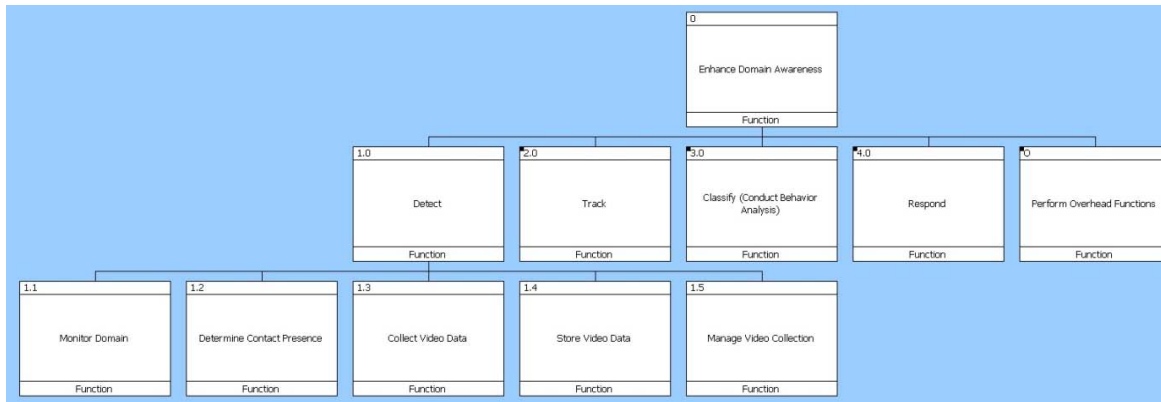 0
Enhance Domain Awareness
Function
1.0
Detect
Function
2.0
Track
Function
3.0
Classify (Conduct Behavior
Analysis)
Function
4.0
Respond
Function
O
Perform Overhead Functions
Function
1.1
Monitor Domain
Function
1.2
Determine Contact Presence
Function
1.3
Collect Video Data
Function
1.4
Store Video Data
Function
1.5
Manage Video Collection
Function